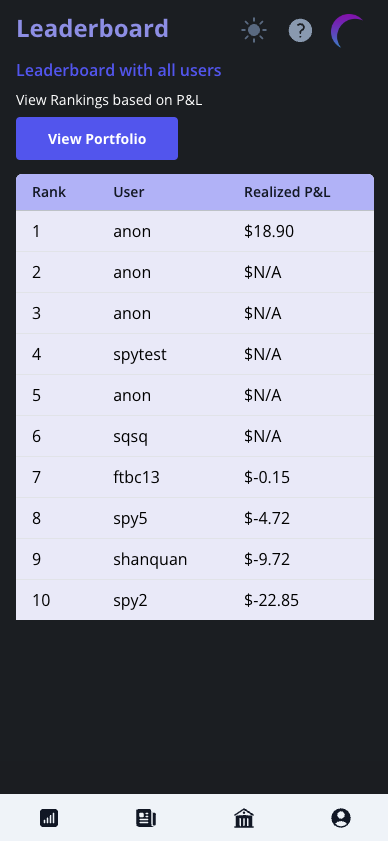 Leaderboard
Leaderboard with all users
View Rankings based on P&L
View Portfolio
Rank User Realized P&L
1 anon $18.90
2 anon $N/A
3 anon $N/A
4 spytest $N/A
5 anon $N/A
6 sqsq $N/A
7 ftbc13 $-0.15
8 spy5 $-4.72
9 shanquan $-9.72
10 spy2 $-22.85